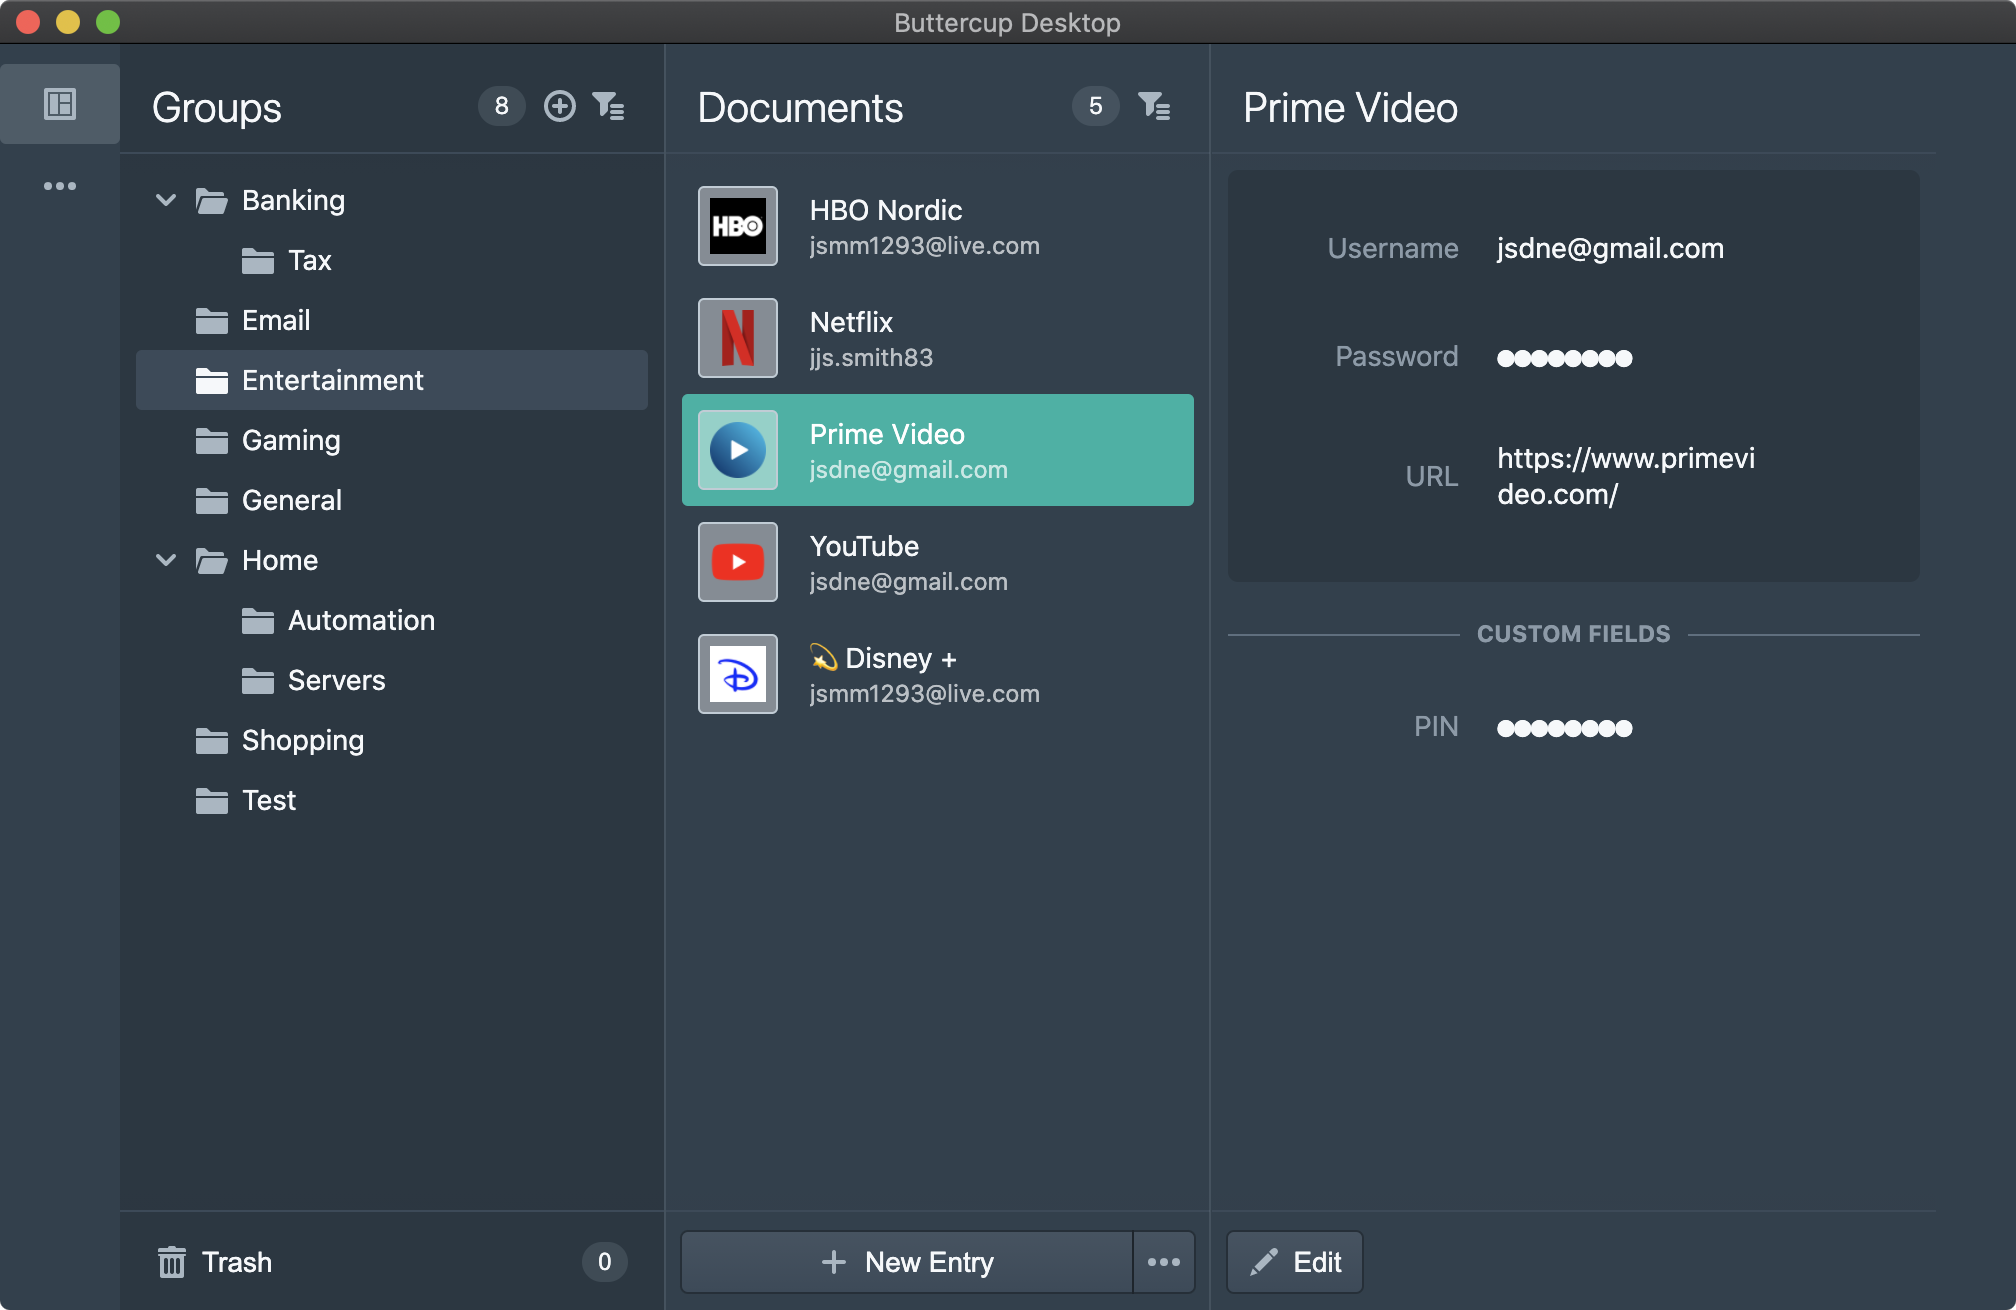 Buttercup Desktop
Groups
8
Banking
Tax
Email
Entertainment
Gaming
General
Home
Automation
Servers
Shopping
Test
Trash
0
Documents
5
HBO
HBO Nordic
jsmm1293@live.com
N
Netflix
jjs.smith83
Prime Video
jsdne@gmail.com
YouTube
jsdne@gmail.com
D
💫 Disney +
jsmm1293@live.com
+ New Entry
•••
Prime Video
Username jsdne@gmail.com
Password ●●●●●●●●
URL https://www.primevi
deo.com/
CUSTOM FIELDS
PIN ●●●●●●●●
Edit